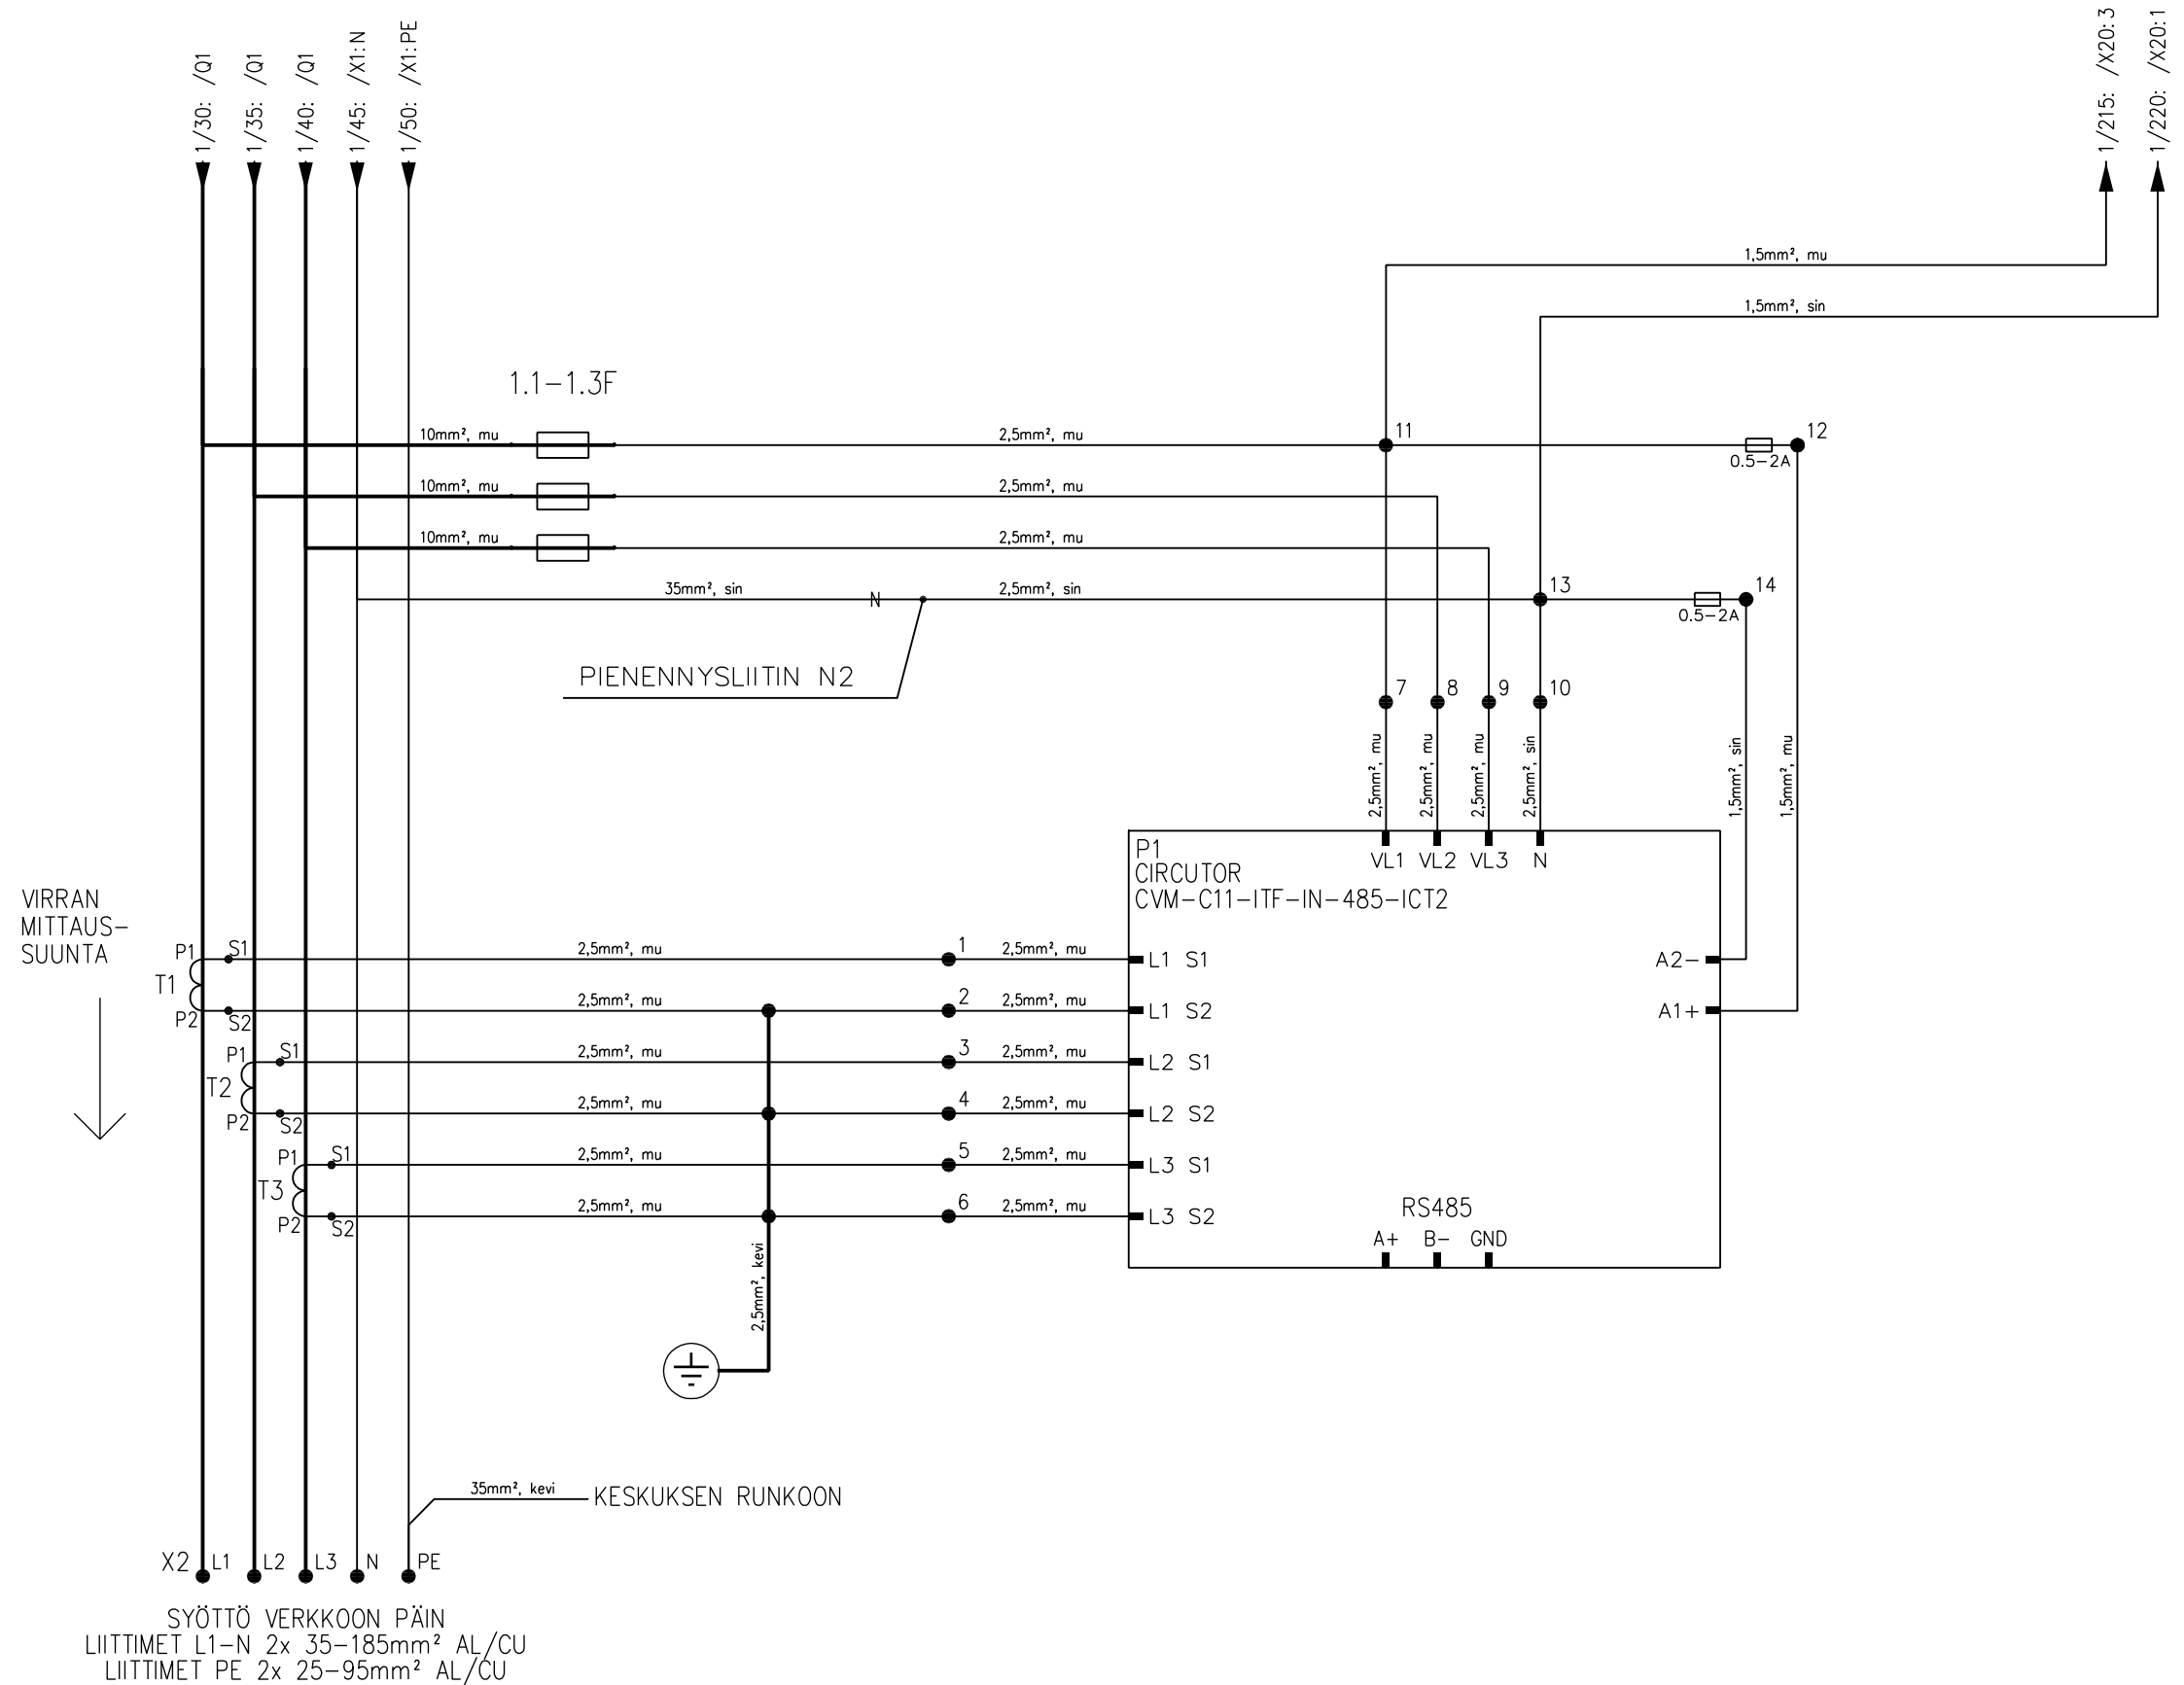 1/30: /Q1
1/35: /Q1
1/40: /Q1
1/45: /X1:N
1/50: /X1:PE
1/215: /X20:3
1/220: /X20:1
1,5mm², mu
1,5mm², sin
1.1-1.3F
10mm², mu
2,5mm², mu
11
12
0.5-2A
10mm², mu
2,5mm², mu
10mm², mu
2,5mm², mu
35mm², sin
N
2,5mm², sin
13
14
0.5-2A
PIENENNYSLIITIN N2
7
8
9
10
2,5mm², mu
2,5mm², mu
2,5mm², mu
2,5mm², sin
1,5mm², sin
1,5mm², mu
P1
CIRCUTOR
CVM-C11-ITF-IN-485-ICT2
VL1
VL2
VL3
N
VIRRAN
MITTAUS-
SUUNTA
P1
S1
T1
P2
S2
2,5mm², mu
1
2,5mm², mu
L1 S1
A2-
2,5mm², mu
2
2,5mm², mu
L1 S2
A1+
P1
S1
T2
P2
S2
2,5mm², mu
3
2,5mm², mu
L2 S1
2,5mm², mu
4
2,5mm², mu
L2 S2
P1
S1
T3
P2
S2
2,5mm², mu
5
2,5mm², mu
L3 S1
2,5mm², mu
6
2,5mm², mu
L3 S2
RS485
A+
B-
GND
2,5mm², kevi
35mm², kevi
KESKUKSEN RUNKOON
X2
L1
L2
L3
N
PE
SYÖTTÖ VERKKOON PÄIN
LIITTIMET L1-N 2x 35-185mm² AL/CU
LIITTIMET PE 2x 25-95mm² AL/CU